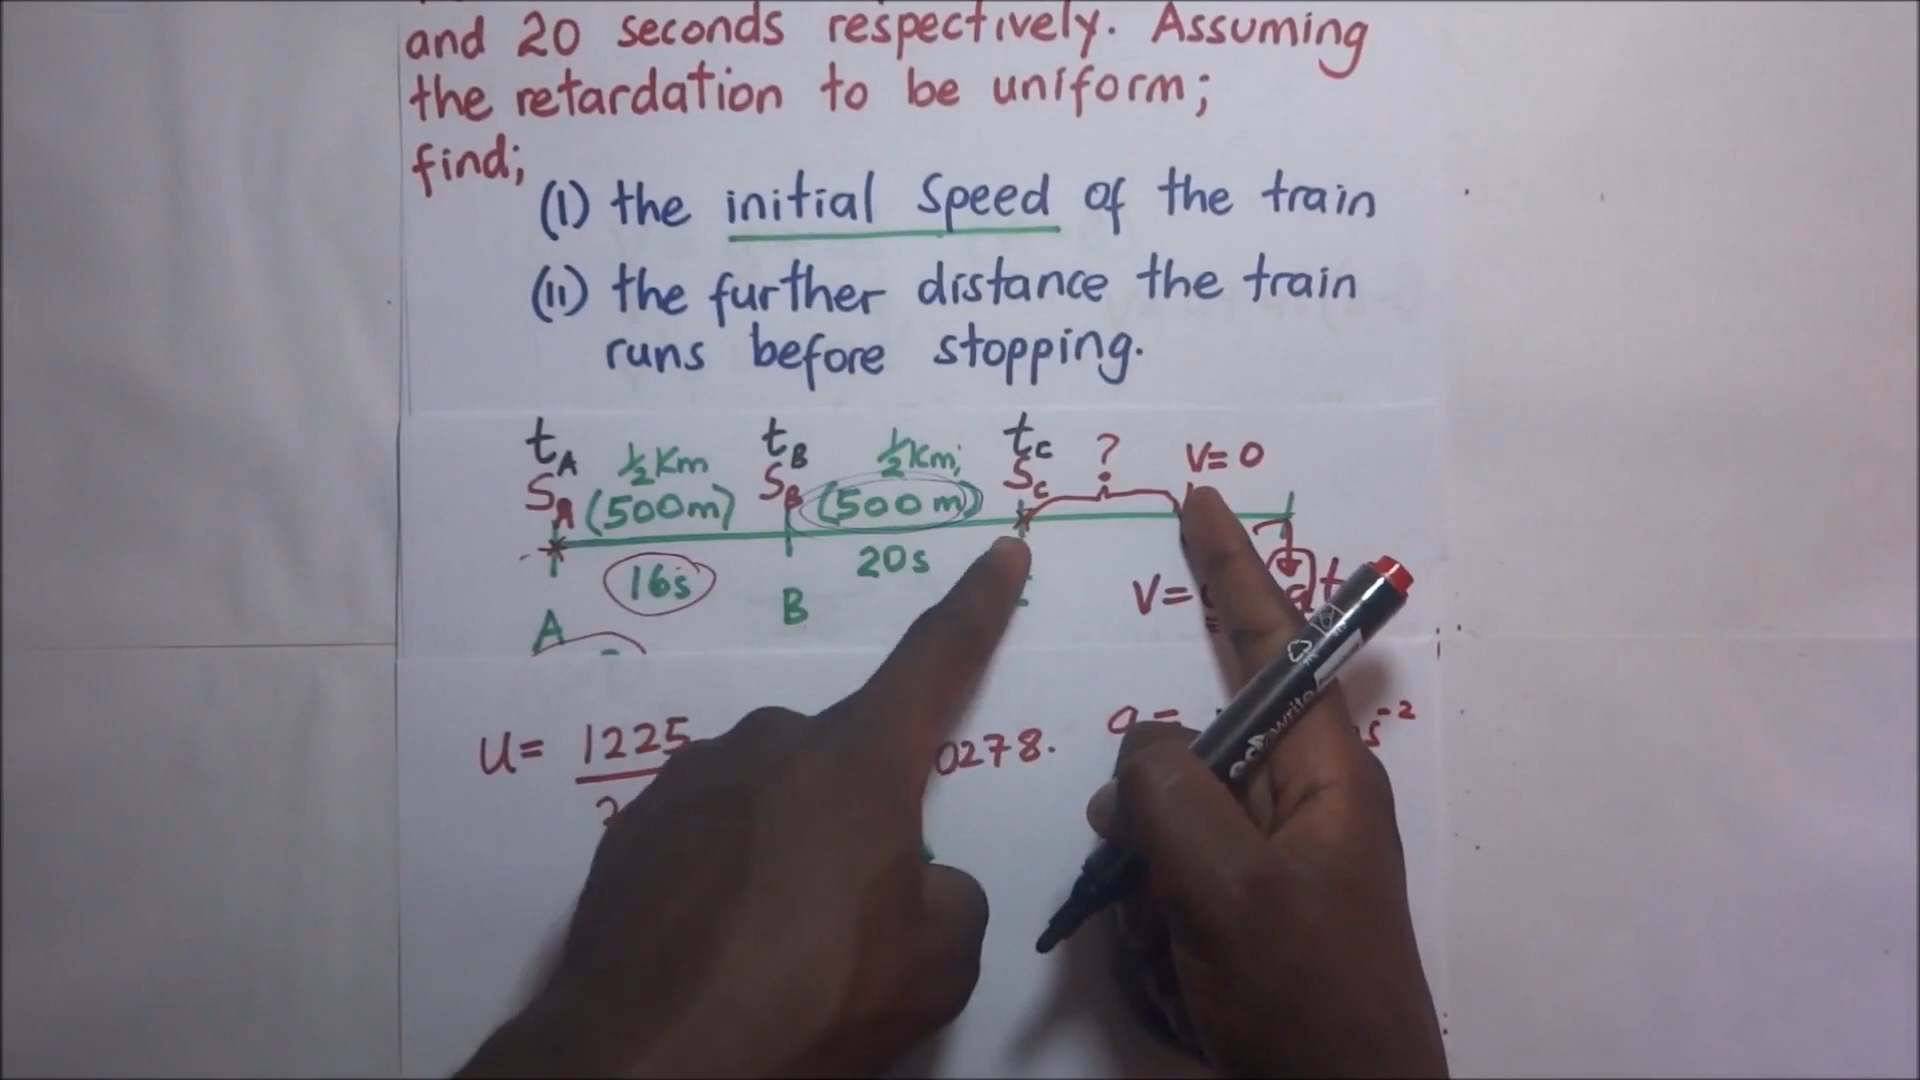 and 20 seconds respectively. Assuming
the retardation to be uniform;
find;
(I) the initial speed of the train
(II) the further distance the train
runs before stopping.
tA ½Km tB ½Km; tC ? V=0
SA (500m) SB (500m) Sc
16s 20s
A B
V= t
U= 1225 0278. a= s-2